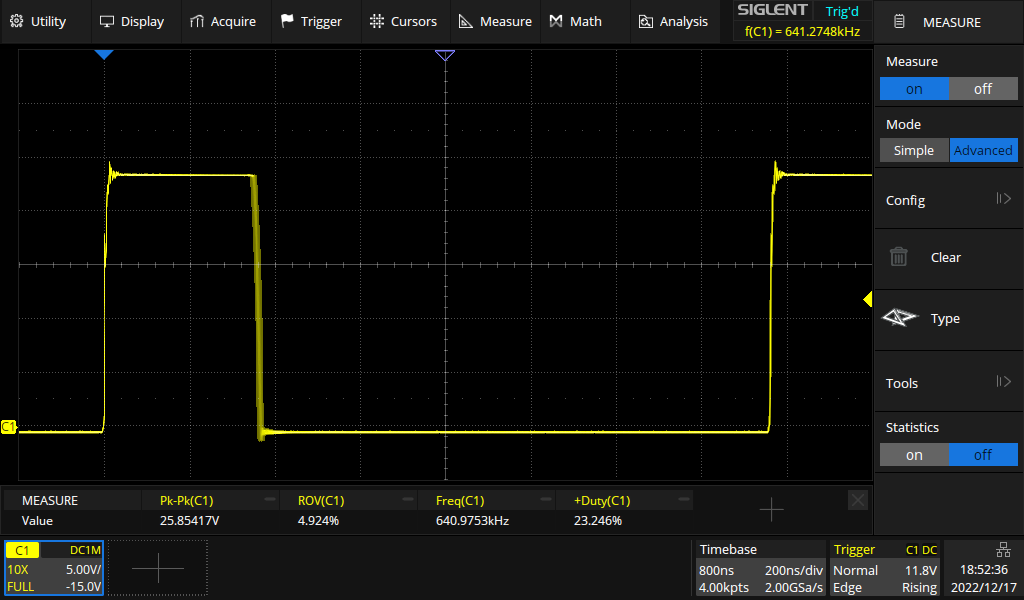 Utility Display Acquire Trigger Cursors Measure Math Analysis
SIGLENT Trig'd
f(C1) = 641.2748kHz
MEASURE
Measure
on off
Mode
Simple Advanced
Config
Clear
Type
Tools
Statistics
on off
C1
MEASURE Pk-Pk(C1) ROV(C1) Freq(C1) +Duty(C1)
Value 25.85417V 4.924% 640.9753kHz 23.246%
C1 DC1M
10X 5.00V/
FULL -15.0V
Timebase
800ns 200ns/div
4.00kpts 2.00GSa/s
Trigger C1 DC
Normal 11.8V
Edge Rising
18:52:36
2022/12/17